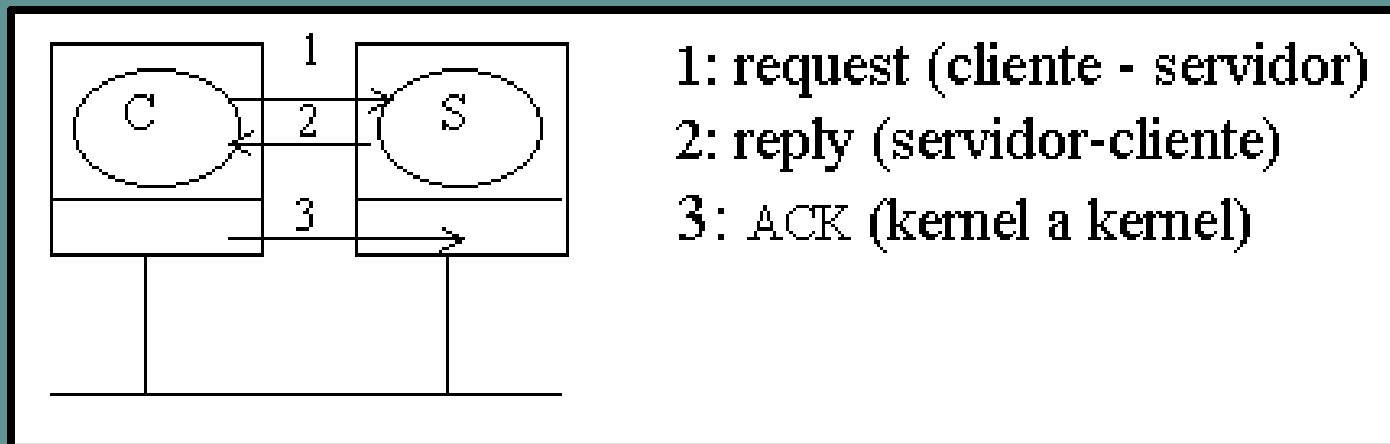 1
C
2
S
3
1: request (cliente - servidor)
2: reply (servidor-cliente)
3: ACK (kernel a kernel)